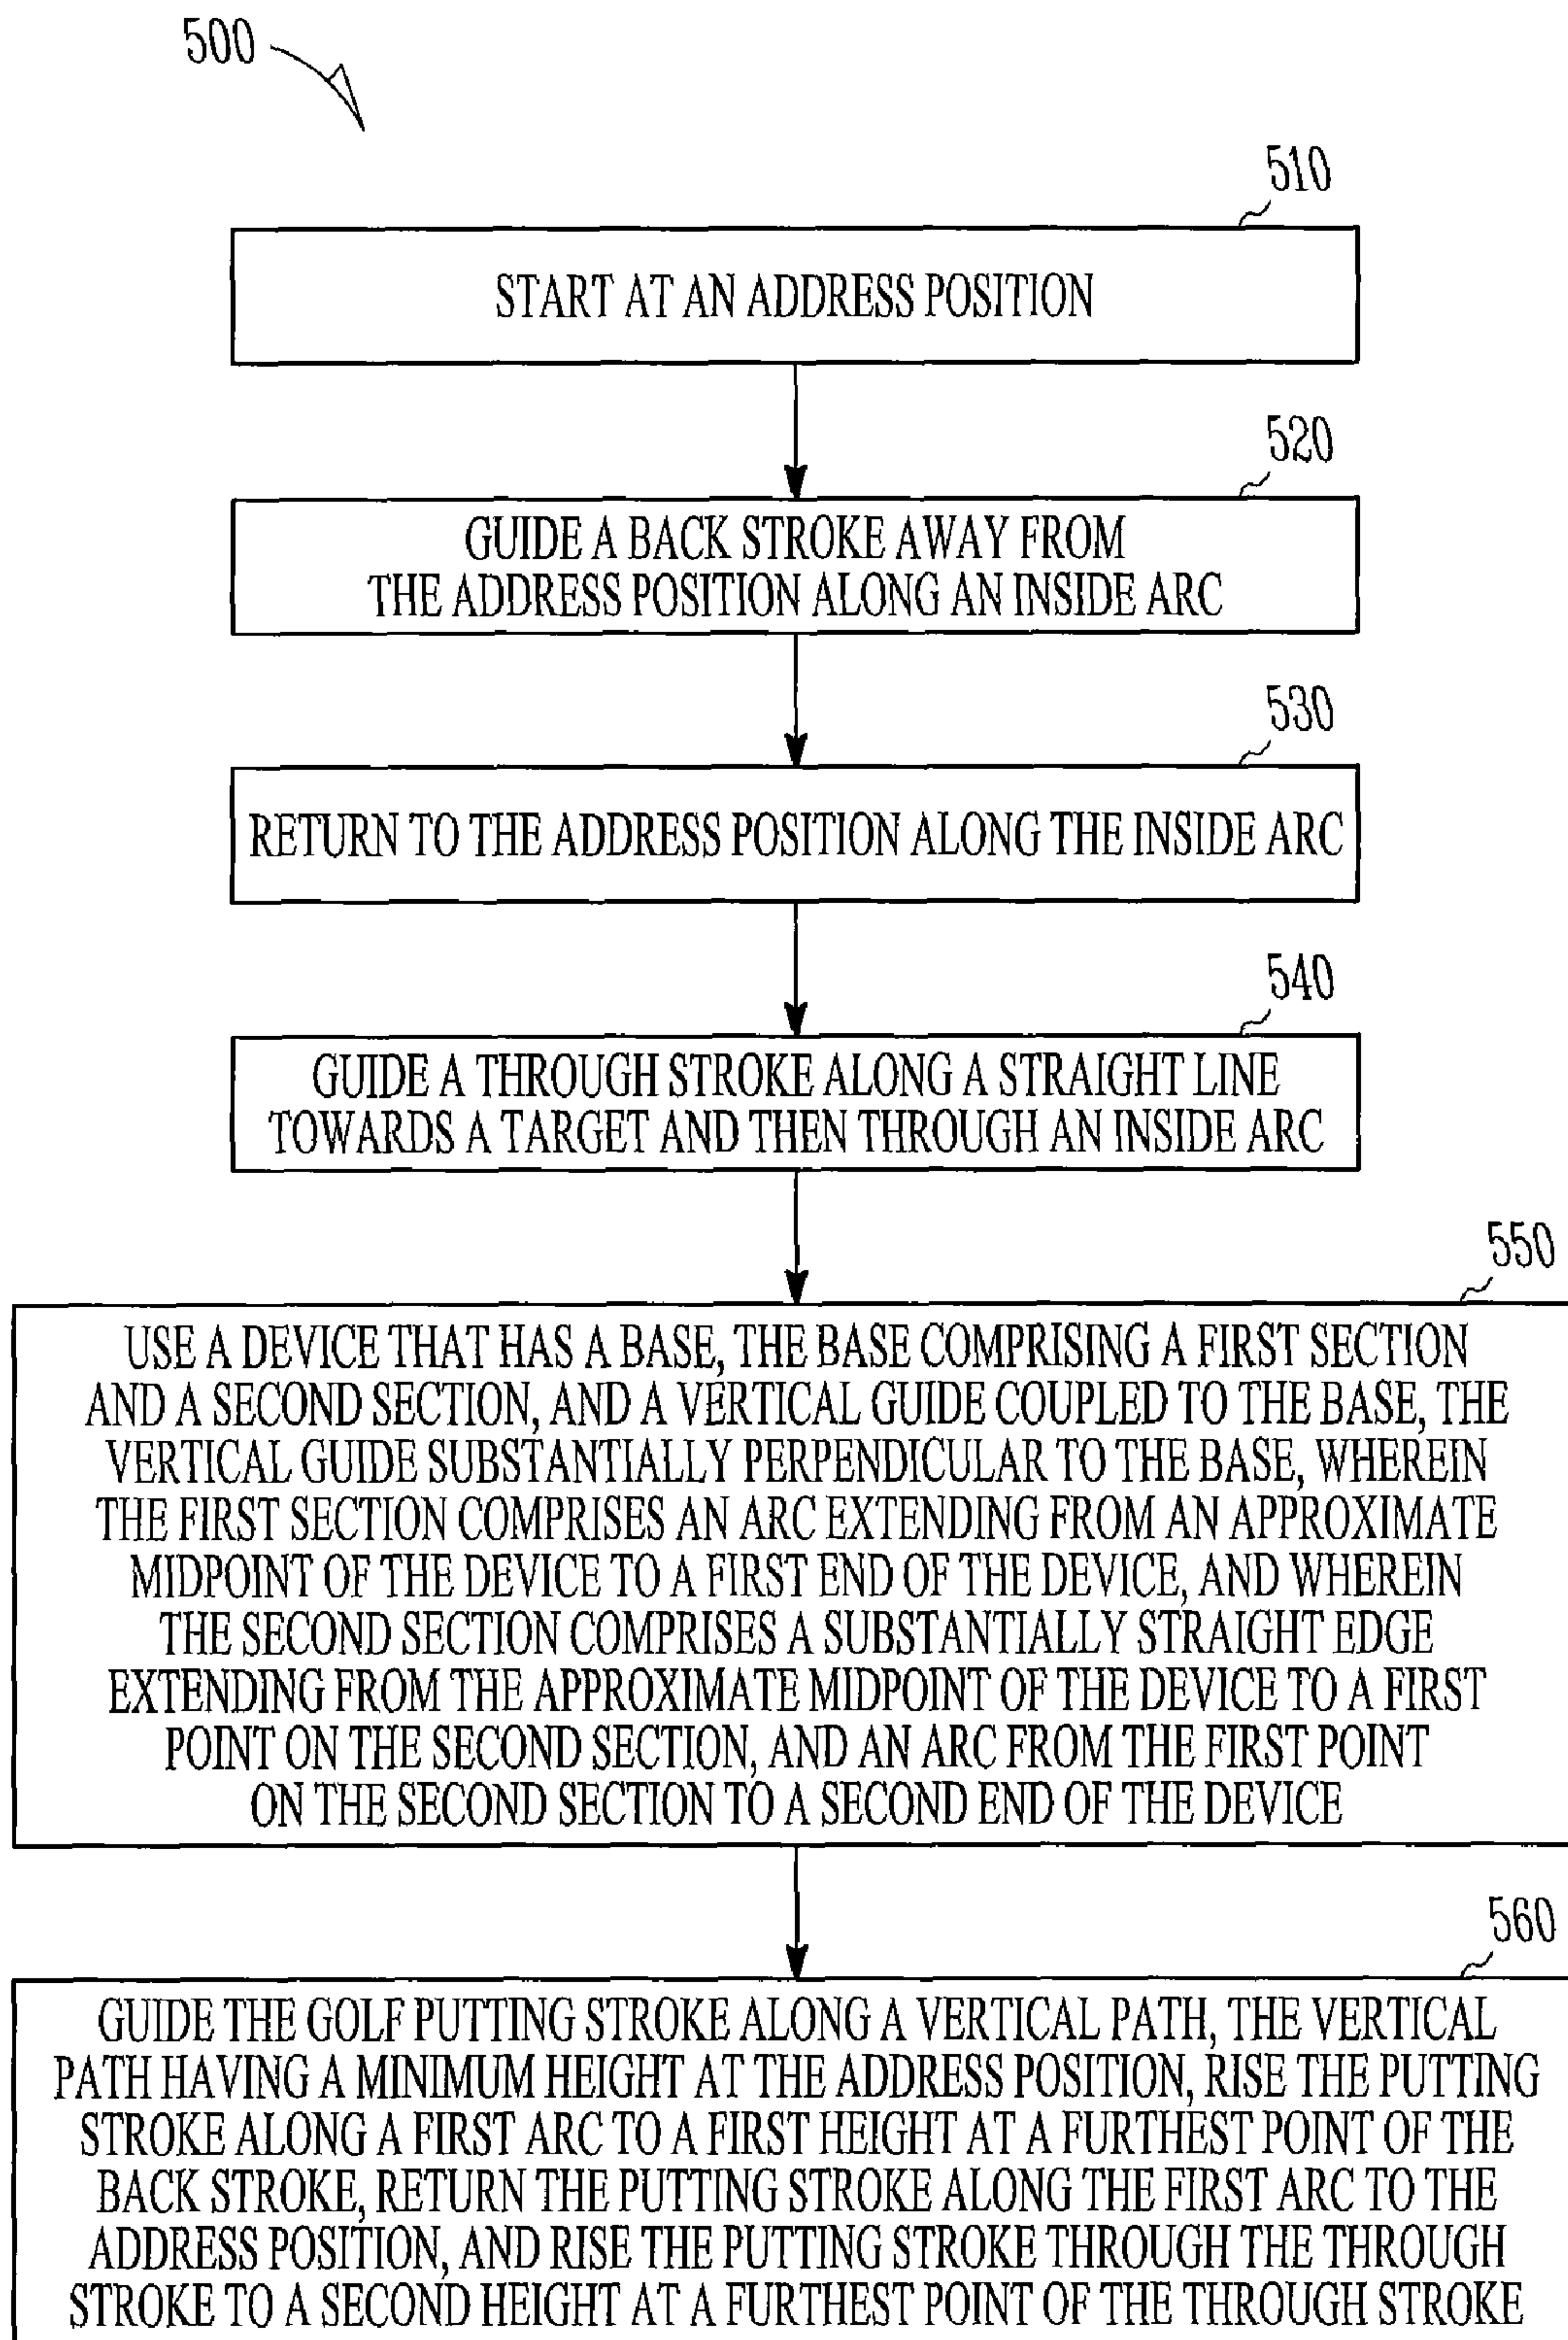 500
510
START AT AN ADDRESS POSITION
520
GUIDE A BACK STROKE AWAY FROM
THE ADDRESS POSITION ALONG AN INSIDE ARC
530
RETURN TO THE ADDRESS POSITION ALONG THE INSIDE ARC
540
GUIDE A THROUGH STROKE ALONG A STRAIGHT LINE
TOWARDS A TARGET AND THEN THROUGH AN INSIDE ARC
550
USE A DEVICE THAT HAS A BASE, THE BASE COMPRISING A FIRST SECTION
AND A SECOND SECTION, AND A VERTICAL GUIDE COUPLED TO THE BASE, THE
VERTICAL GUIDE SUBSTANTIALLY PERPENDICULAR TO THE BASE, WHEREIN
THE FIRST SECTION COMPRISES AN ARC EXTENDING FROM AN APPROXIMATE
MIDPOINT OF THE DEVICE TO A FIRST END OF THE DEVICE, AND WHEREIN
THE SECOND SECTION COMPRISES A SUBSTANTIALLY STRAIGHT EDGE
EXTENDING FROM THE APPROXIMATE MIDPOINT OF THE DEVICE TO A FIRST
POINT ON THE SECOND SECTION, AND AN ARC FROM THE FIRST POINT
ON THE SECOND SECTION TO A SECOND END OF THE DEVICE
560
GUIDE THE GOLF PUTTING STROKE ALONG A VERTICAL PATH, THE VERTICAL
PATH HAVING A MINIMUM HEIGHT AT THE ADDRESS POSITION, RISE THE PUTTING
STROKE ALONG A FIRST ARC TO A FIRST HEIGHT AT A FURTHEST POINT OF THE
BACK STROKE, RETURN THE PUTTING STROKE ALONG THE FIRST ARC TO THE
ADDRESS POSITION, AND RISE THE PUTTING STROKE THROUGH THE THROUGH
STROKE TO A SECOND HEIGHT AT A FURTHEST POINT OF THE THROUGH STROKE